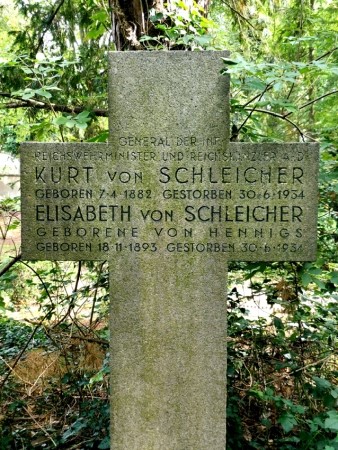 GENERAL DER INF
REICHSWEHRMINISTER UND REICHSKANZLER A.D.
KURT VON SCHLEICHER
GEBOREN 7·4·1882 GESTORBEN 30·6·1934
ELISABETH VON SCHLEICHER
GEBORENE VON HENNIGS
GEBOREN 18·11·1893 GESTORBEN 30·6·1934